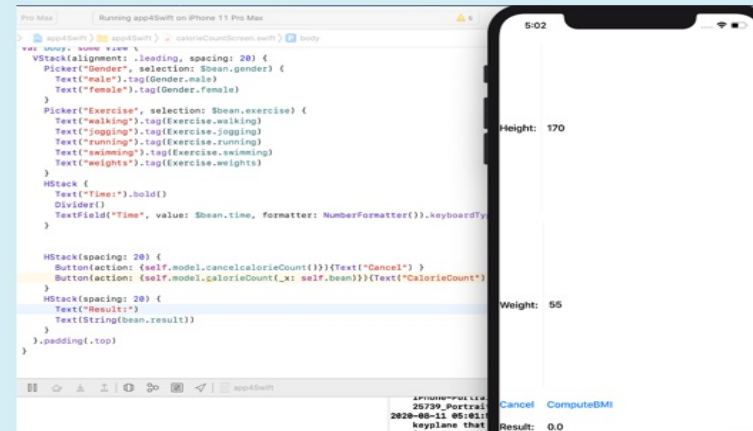 Pro Max Running app4Swift on iPhone 11 Pro Max 6
app4Swift app4Swift calorieCountScreen.swift body
var body: some View {
VStack(alignment: .leading, spacing: 20) {
Picker("Gender", selection: $bean.gender) {
Text("male").tag(Gender.male)
Text("female").tag(Gender.female)
}
Picker("Exercise", selection: $bean.exercise) {
Text("walking").tag(Exercise.walking)
Text("jogging").tag(Exercise.jogging)
Text("running").tag(Exercise.running)
Text("swimming").tag(Exercise.swimming)
Text("weights").tag(Exercise.weights)
}
HStack {
Text("Time:").bold()
Divider()
TextField("Time", value: $bean.time, formatter: NumberFormatter()).keyboardTy
}
HStack(spacing: 20) {
Button(action: {self.model.cancelcalorieCount()}){Text("Cancel") }
Button(action: {self.model.calorieCount(_x: self.bean)}){Text("CalorieCount")
}
HStack(spacing: 20) {
Text("Result:")
Text(String(bean.result))
}
}.padding(.top)
}
app4Swift
iPhone-Portra
25739_Portrait
2020-08-11 05:01:
keyplane that
5:02
Height: 170
Weight: 55
Cancel ComputeBMI
Result: 0.0